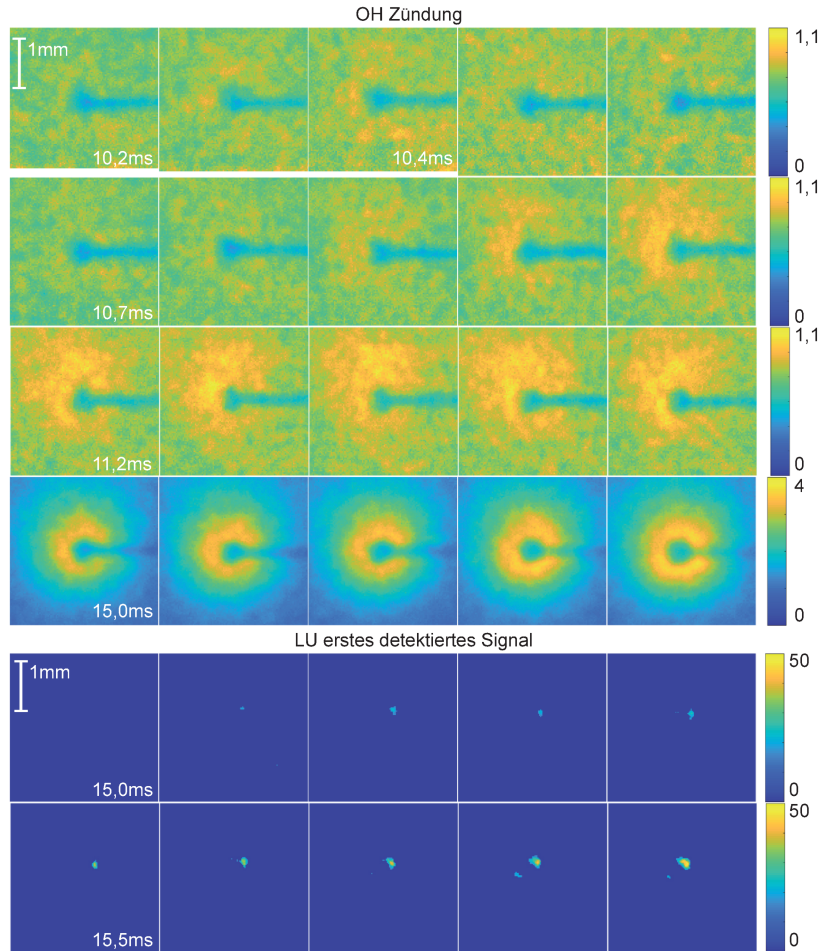 OH Zündung
1mm
10,2ms
10,4ms
1,1
0
10,7ms
1,1
0
11,2ms
1,1
0
15,0ms
4
0
LU erstes detektiertes Signal
1mm
15,0ms
50
0
15,5ms
50
0